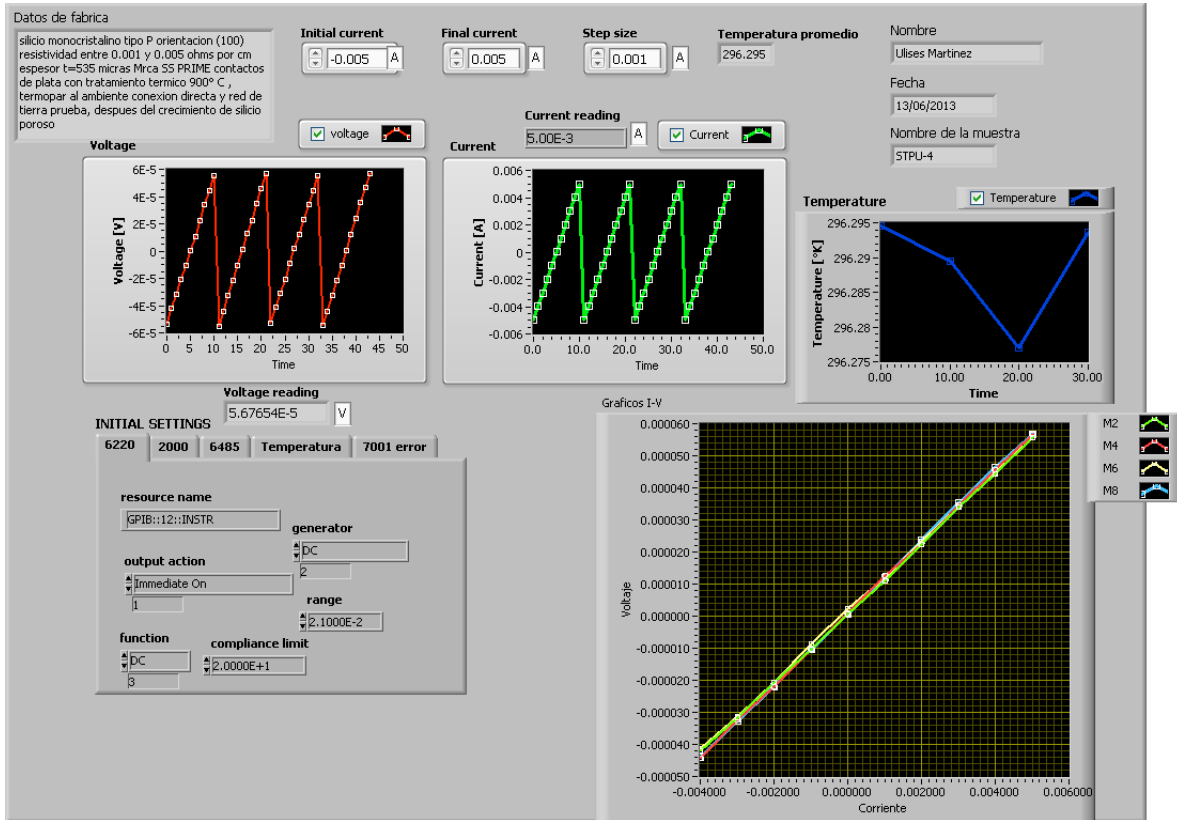 Datos de fabrica
silicio monocristalino tipo P orientacion (100)
resistividad entre 0.001 y 0.005 ohms por cm
espesor t=535 micras Mrca SS PRIME contactos
de plata con tratamiento termico 900° C ,
termopar al ambiente conexion directa y red de
tierra prueba, despues del crecimiento de silicio
poroso
Initial current
-0.005 A
Final current
0.005 A
Step size
0.001 A
Temperatura promedio
296.295
Nombre
Ulises Martinez
Fecha
13/06/2013
Nombre de la muestra
STPU-4
voltage
Current reading
5.00E-3 A
Current
Voltage
6E-5
4E-5
2E-5
0
-2E-5
-4E-5
-6E-5
Voltage [V]
0 5 10 15 20 25 30 35 40 45 50
Time
Current
0.006
0.004
0.002
0
-0.002
-0.004
-0.006
Current [A]
0.0 10.0 20.0 30.0 40.0 50.0
Time
Temperature
Temperature
296.295
296.29
296.285
296.28
296.275
Temperature [°K]
0.00 10.00 20.00 30.00
Time
Voltage reading
5.67654E-5 V
INITIAL SETTINGS
6220 2000 6485 Temperatura 7001 error
resource name
GPIB::12::INSTR
generator
DC
2
output action
Immediate On
1
range
2.1000E-2
function
DC
3
compliance limit
2.0000E+1
Graficos I-V
0.000060
0.000050
0.000040
0.000030
0.000020
0.000010
0.000000
-0.000010
-0.000020
-0.000030
-0.000040
-0.000050
Voltaje
-0.004000 -0.002000 0.000000 0.002000 0.004000 0.006000
Corriente
M2
M4
M6
M8